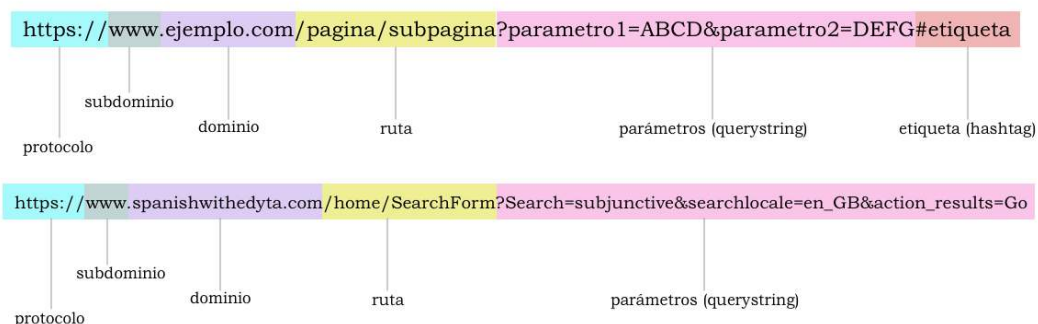 https://www.ejemplo.com/pagina/subpagina?parametro1=ABCD&parametro2=DEFG#etiqueta
subdominio
dominio
ruta
parámetros (querystring)
etiqueta (hashtag)
protocolo
https://www.spanishwithedyta.com/home/SearchForm?Search=subjunctive&searchlocale=en_GB&action_results=Go
subdominio
dominio
ruta
parámetros (querystring)
protocolo